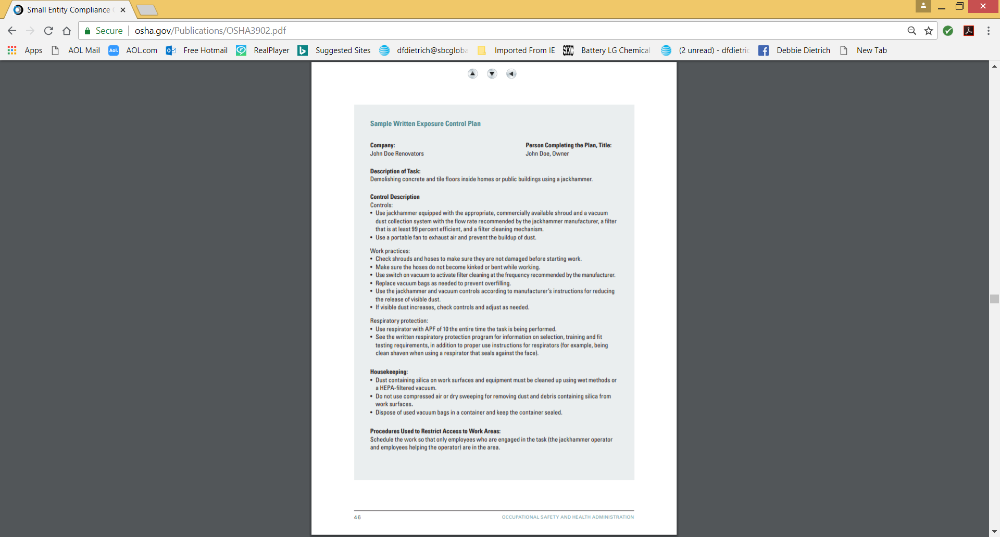 Small Entity Compliance
Secure osha.gov/Publications/OSHA3902.pdf
Apps AOL Mail Aol. AOL.com Free Hotmail RealPlayer Suggested Sites dfdietrich@sbcgloba Imported From IE SKC Battery LG Chemical (2 unread) - dfdietric Debbie Dietrich New Tab
Sample Written Exposure Control Plan
Company: Person Completing the Plan, Title:
John Doe Renovators John Doe, Owner
Description of Task:
Demolishing concrete and tile floors inside homes or public buildings using a jackhammer.
Control Description
Controls:
• Use jackhammer equipped with the appropriate, commercially available shroud and a vacuum
dust collection system with the flow rate recommended by the jackhammer manufacturer, a filter
that is at least 99 percent efficient, and a filter cleaning mechanism.
• Use a portable fan to exhaust air and prevent the buildup of dust.
Work practices:
• Check shrouds and hoses to make sure they are not damaged before starting work.
• Make sure the hoses do not become kinked or bent while working.
• Use switch on vacuum to activate filter cleaning at the frequency recommended by the manufacturer.
• Replace vacuum bags as needed to prevent overfilling.
• Use the jackhammer and vacuum controls according to manufacturer's instructions for reducing
the release of visible dust.
• If visible dust increases, check controls and adjust as needed.
Respiratory protection:
• Use respirator with APF of 10 the entire time the task is being performed.
• See the written respiratory protection program for information on selection, training and fit
testing requirements, in addition to proper use instructions for respirators (for example, being
clean shaven when using a respirator that seals against the face).
Housekeeping:
• Dust containing silica on work surfaces and equipment must be cleaned up using wet methods or
a HEPA-filtered vacuum.
• Do not use compressed air or dry sweeping for removing dust and debris containing silica from
work surfaces.
• Dispose of used vacuum bags in a container and keep the container sealed.
Procedures Used to Restrict Access to Work Areas:
Schedule the work so that only employees who are engaged in the task (the jackhammer operator
and employees helping the operator) are in the area.
46 OCCUPATIONAL SAFETY AND HEALTH ADMINISTRATION